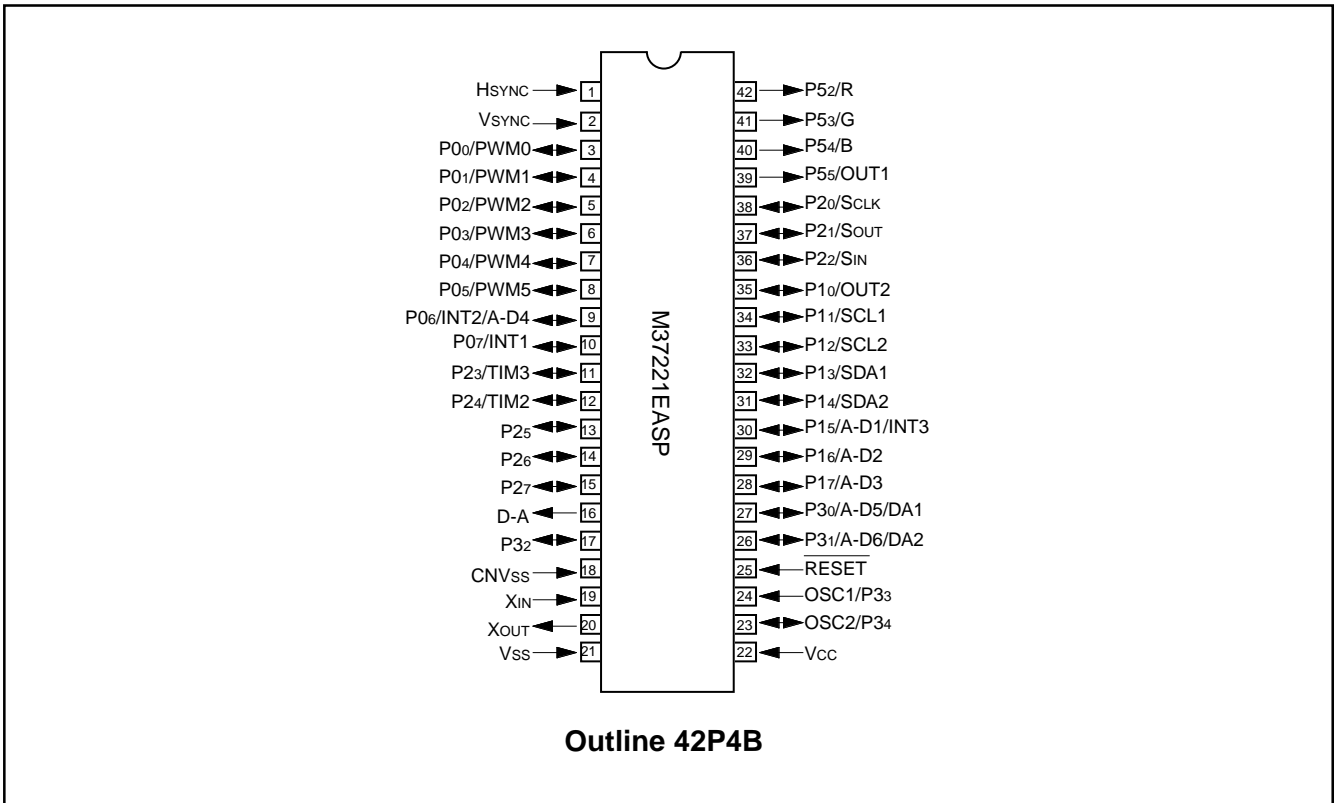 HSYNC 1
VSYNC 2
P00/PWM0 3
P01/PWM1 4
P02/PWM2 5
P03/PWM3 6
P04/PWM4 7
P05/PWM5 8
P06/INT2/A-D4 9
P07/INT1 10
P23/TIM3 11
P24/TIM2 12
P25 13
P26 14
P27 15
D-A 16
P32 17
CNVSS 18
XIN 19
XOUT 20
VSS 21
M37221EASP
42 P52/R
41 P53/G
40 P54/B
39 P55/OUT1
38 P20/SCLK
37 P21/SOUT
36 P22/SIN
35 P10/OUT2
34 P11/SCL1
33 P12/SCL2
32 P13/SDA1
31 P14/SDA2
30 P15/A-D1/INT3
29 P16/A-D2
28 P17/A-D3
27 P30/A-D5/DA1
26 P31/A-D6/DA2
25 RESET
24 OSC1/P33
23 OSC2/P34
22 VCC
Outline 42P4B